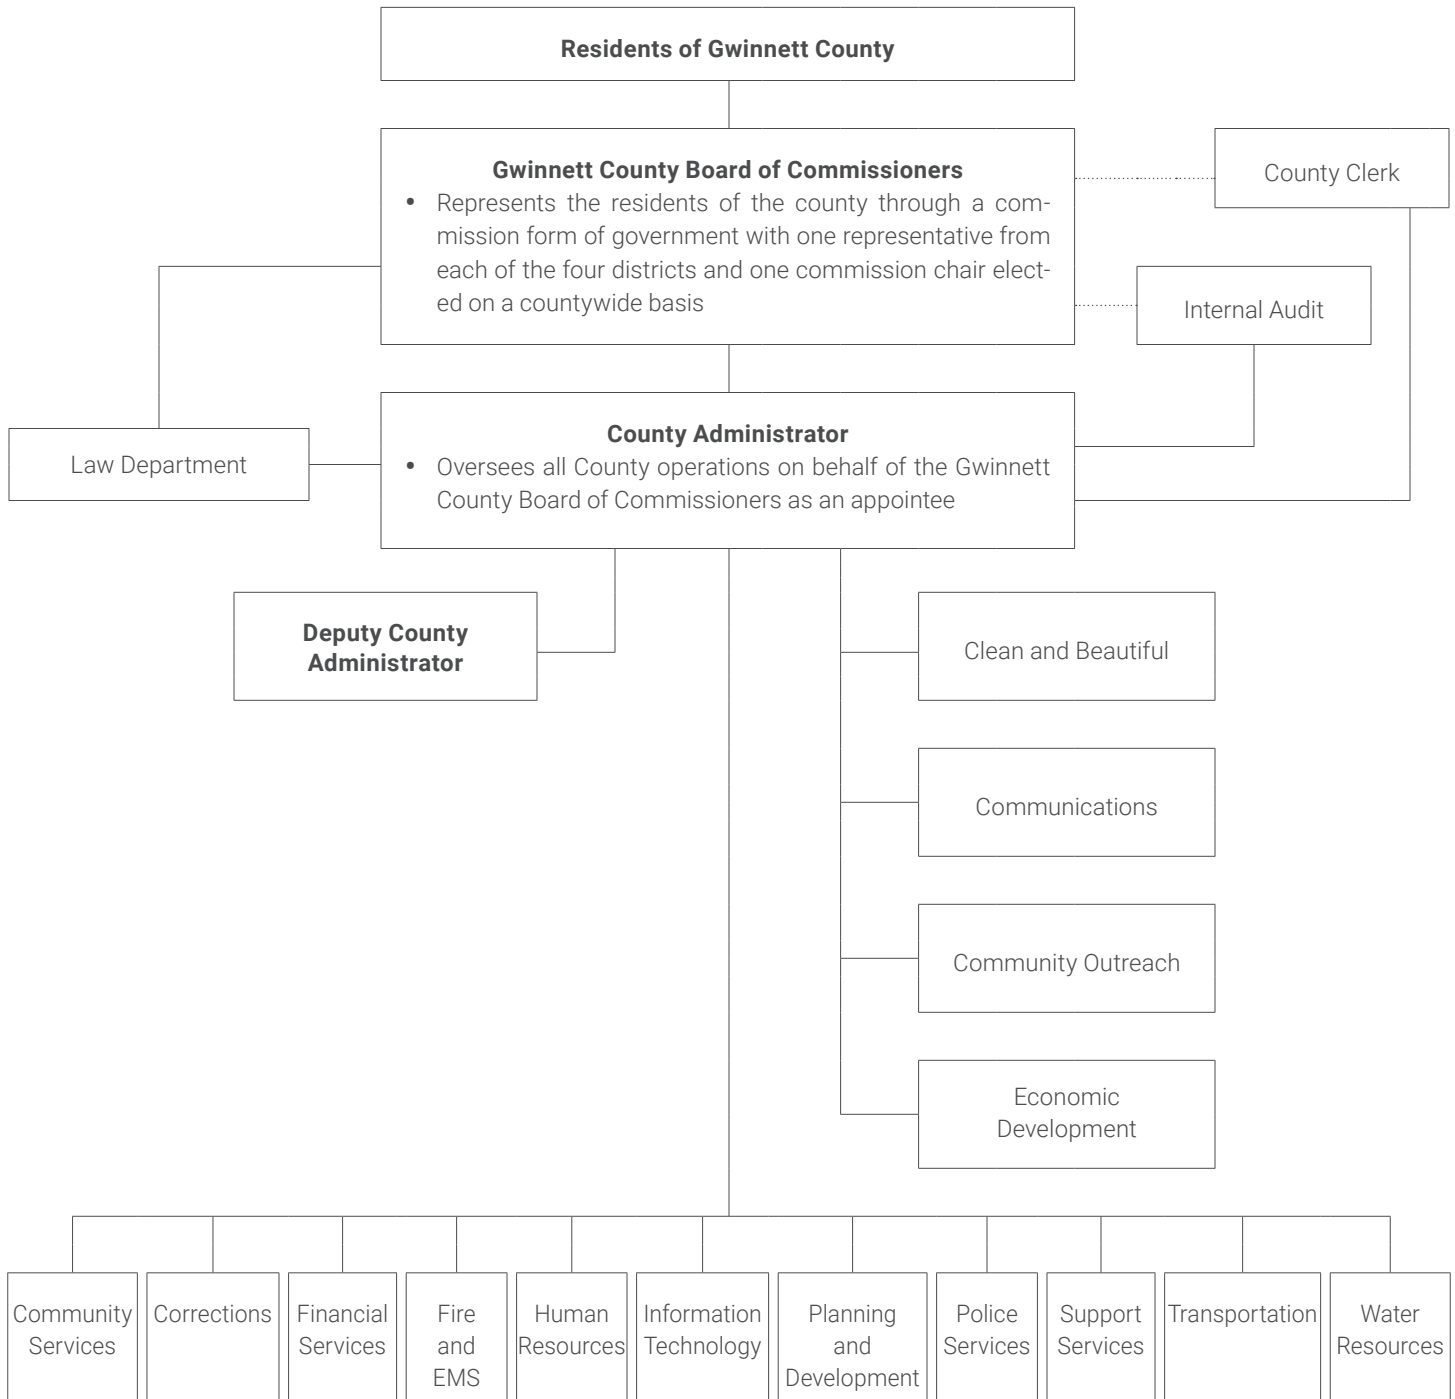 Residents of Gwinnett County
Gwinnett County Board of Commissioners
• Represents the residents of the county through a com-
mission form of government with one representative from
each of the four districts and one commission chair elect-
ed on a countywide basis
County Clerk
Internal Audit
Law Department
County Administrator
• Oversees all County operations on behalf of the Gwinnett
County Board of Commissioners as an appointee
Deputy County
Administrator
Clean and Beautiful
Communications
Community Outreach
Economic
Development
Community
Services
Corrections
Financial
Services
Fire
and
EMS
Human
Resources
Information
Technology
Planning
and
Development
Police
Services
Support
Services
Transportation
Water
Resources